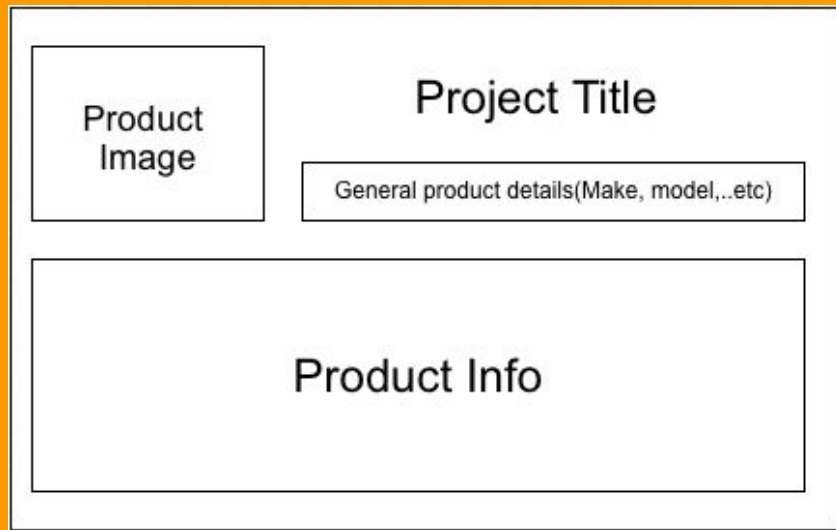 Product
Image
Project Title
General product details(Make, model,..etc)
Product Info